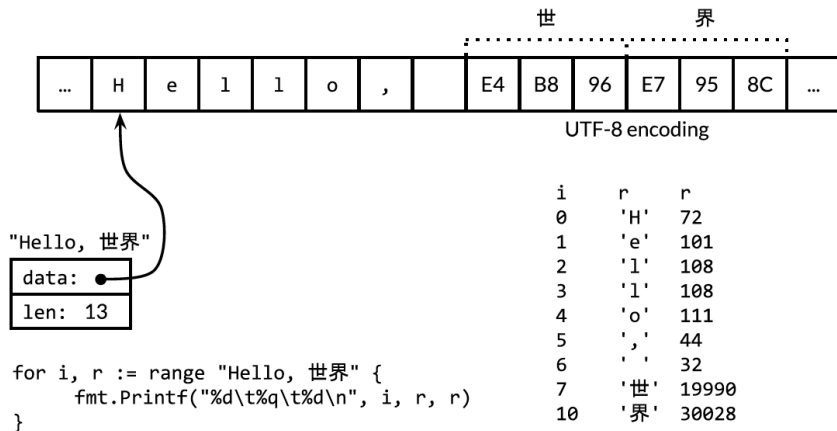 世 界
… H e l l o , E4 B8 96 E7 95 8C …
UTF-8 encoding
"Hello, 世界"
data:
len: 13
for i, r := range "Hello, 世界" {
fmt.Printf("%d\t%q\t%d\n", i, r, r)
}
i r r
0 'H' 72
1 'e' 101
2 'l' 108
3 'l' 108
4 'o' 111
5 ',' 44
6 ' ' 32
7 '世' 19990
10 '界' 30028